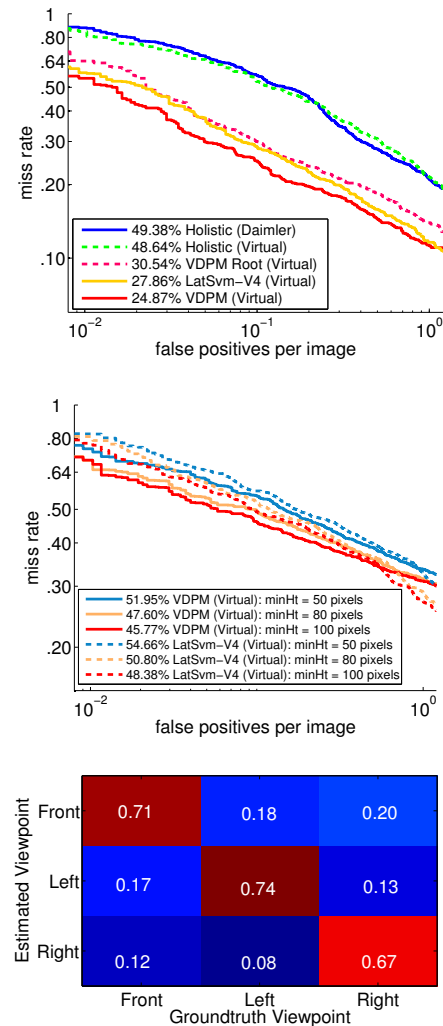 1
.80
.64
.50
.40
.30
.20
.10
miss rate
49.38% Holistic (Daimler)
48.64% Holistic (Virtual)
30.54% VDPM Root (Virtual)
27.86% LatSvm−V4 (Virtual)
24.87% VDPM (Virtual)
10−2 10−1 100
false positives per image
1
.80
.64
.50
.40
.30
.20
miss rate
51.95% VDPM (Virtual): minHt = 50 pixels
47.60% VDPM (Virtual): minHt = 80 pixels
45.77% VDPM (Virtual): minHt = 100 pixels
54.66% LatSvm−V4 (Virtual): minHt = 50 pixels
50.80% LatSvm−V4 (Virtual): minHt = 80 pixels
48.38% LatSvm−V4 (Virtual): minHt = 100 pixels
10−2 10−1 100
false positives per image
Estimated Viewpoint
Front 0.71 0.18 0.20
Left 0.17 0.74 0.13
Right 0.12 0.08 0.67
Front Left Right
Groundtruth Viewpoint